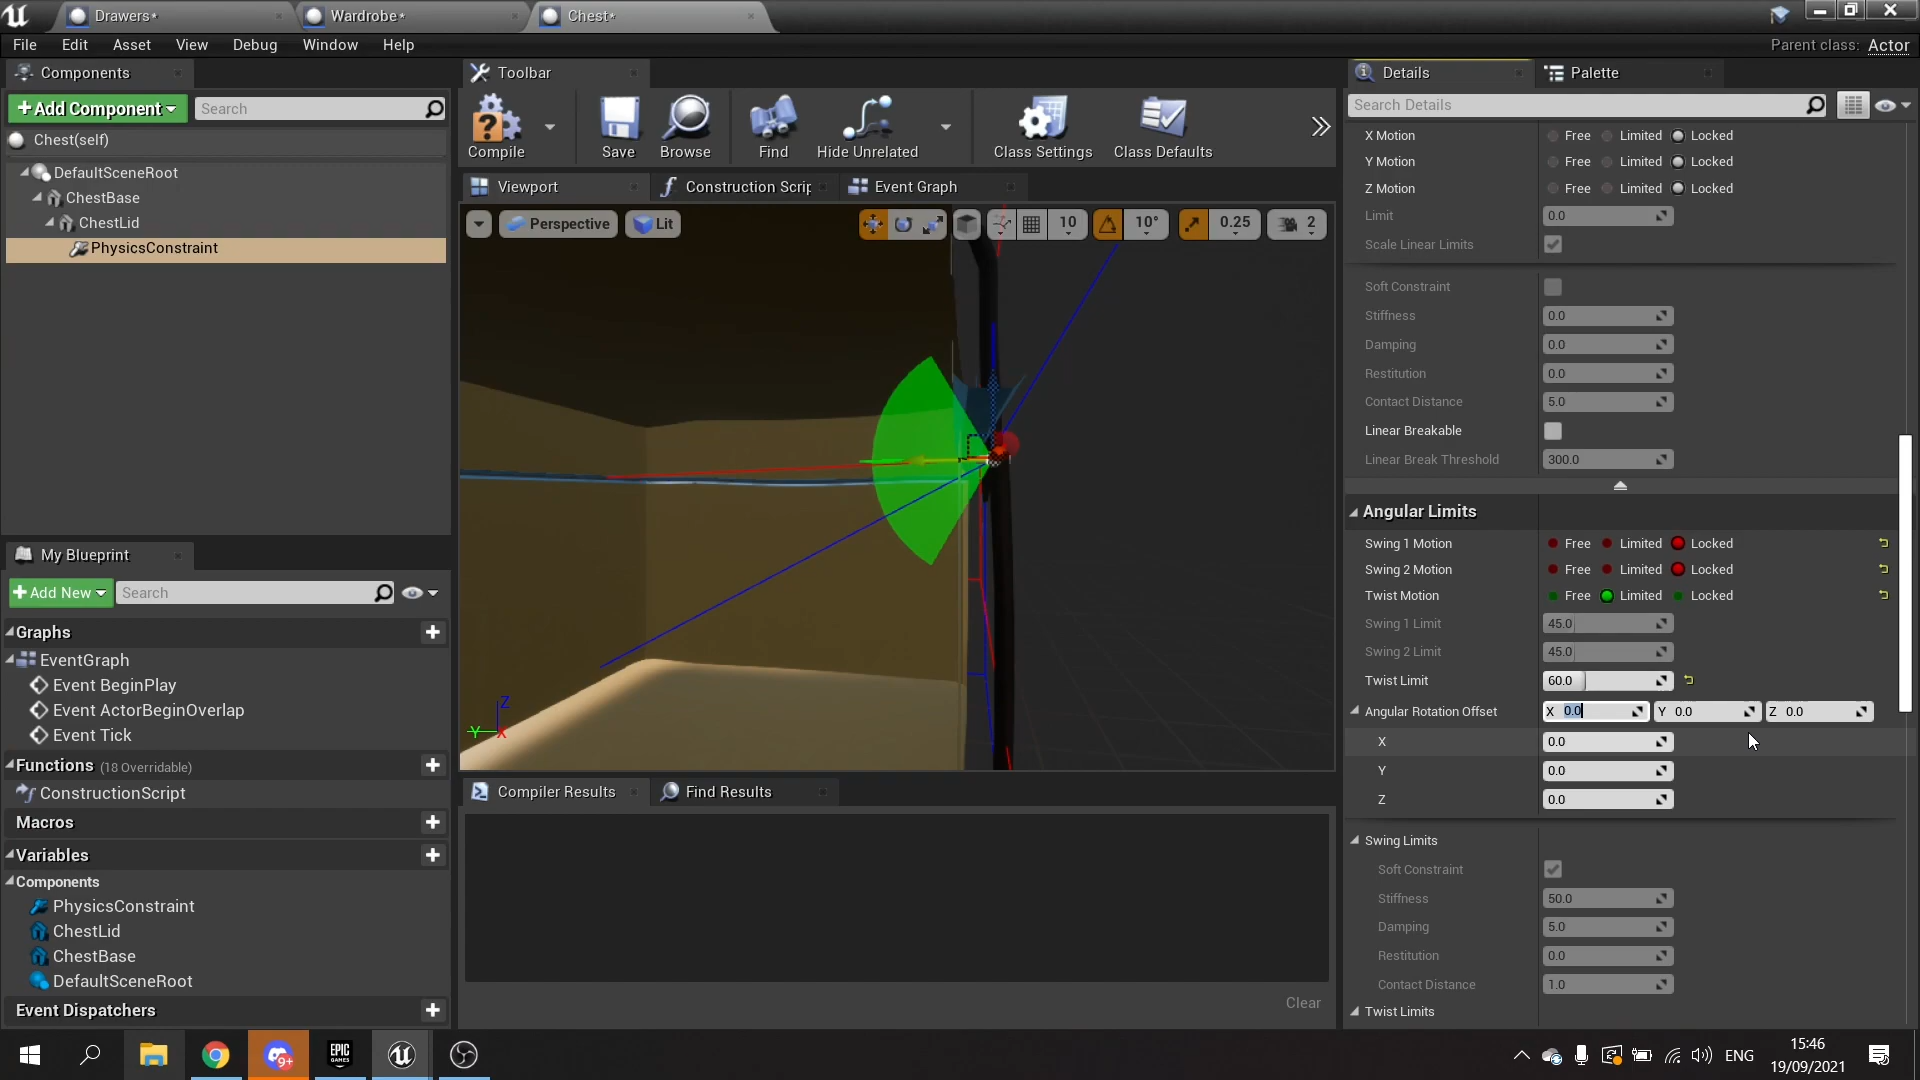 Drawers*
Wardrobe*
Chest*
File Edit Asset View Debug Window Help
Parent class: Actor
Components
+Add Component
Search
Chest(self)
DefaultSceneRoot
ChestBase
ChestLid
PhysicsConstraint
My Blueprint
+Add New
Search
Graphs
EventGraph
Event BeginPlay
Event ActorBeginOverlap
Event Tick
Functions (18 Overridable)
ConstructionScript
Macros
Variables
Components
PhysicsConstraint
ChestLid
ChestBase
DefaultSceneRoot
Event Dispatchers
Toolbar
Compile Save Browse Find Hide Unrelated Class Settings Class Defaults
Viewport Construction Scrip Event Graph
Perspective Lit 10 10° 0.25 2
Z
Y X
Compiler Results Find Results
Clear
Details Palette
Search Details
X Motion Free Limited Locked
Y Motion Free Limited Locked
Z Motion Free Limited Locked
Limit 0.0
Scale Linear Limits
Soft Constraint
Stiffness 0.0
Damping 0.0
Restitution 0.0
Contact Distance 5.0
Linear Breakable
Linear Break Threshold 300.0
Angular Limits
Swing 1 Motion Free Limited Locked
Swing 2 Motion Free Limited Locked
Twist Motion Free Limited Locked
Swing 1 Limit 45.0
Swing 2 Limit 45.0
Twist Limit 60.0
Angular Rotation Offset X 0.0 Y 0.0 Z 0.0
X 0.0
Y 0.0
Z 0.0
Swing Limits
Soft Constraint
Stiffness 50.0
Damping 5.0
Restitution 0.0
Contact Distance 1.0
Twist Limits
9+
EPIC
GAMES
ENG
15:46
19/09/2021